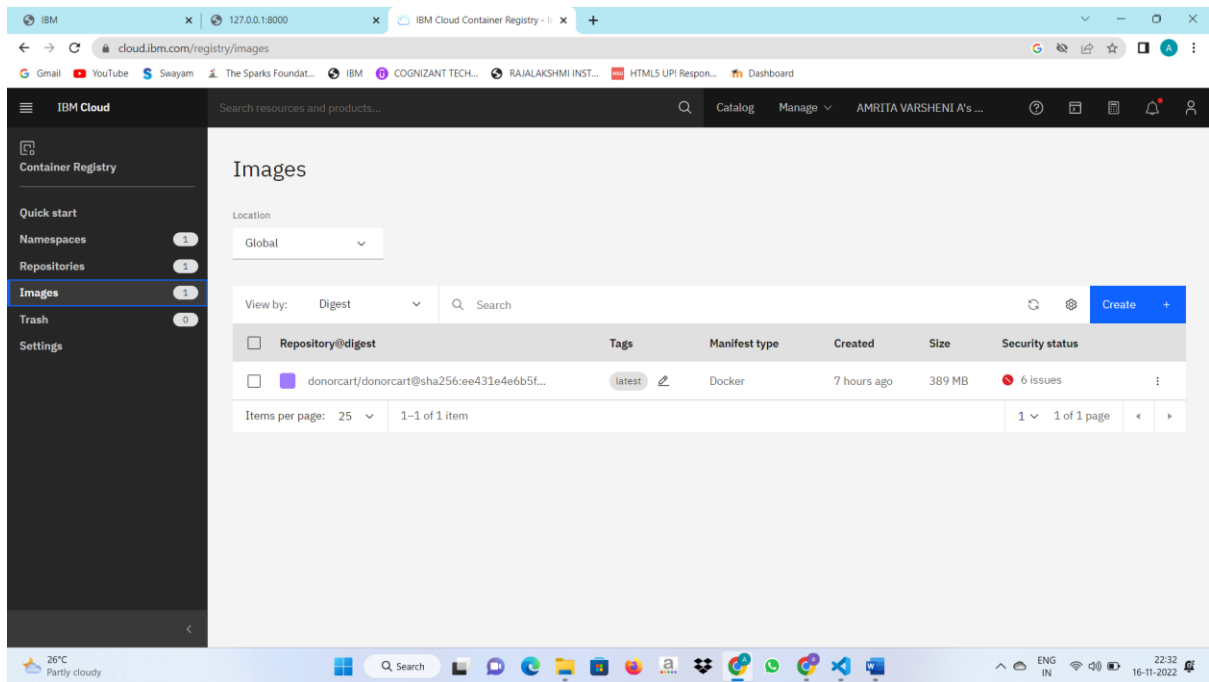 IBM
127.0.0.1:8000
IBM Cloud Container Registry - I
cloud.ibm.com/registry/images
Gmail YouTube Swayam The Sparks Foundat... IBM COGNIZANT TECH... RAJALAKSHMI INST... HTML5 UP! Respon... Dashboard
IBM Cloud
Search resources and products...
Catalog
Manage
AMRITA VARSHENI A's ...
Container Registry
Quick start
Namespaces 1
Repositories 1
Images 1
Trash 0
Settings
Images
Location
Global
View by: Digest
Search
Create +
Repository@digest Tags Manifest type Created Size Security status
donorcart/donorcart@sha256:ee431e4e6b5f... latest Docker 7 hours ago 389 MB 6 issues
Items per page: 25 1–1 of 1 item 1 1 of 1 page
26°C
Partly cloudy
Search
ENG
IN
22:32
16-11-2022